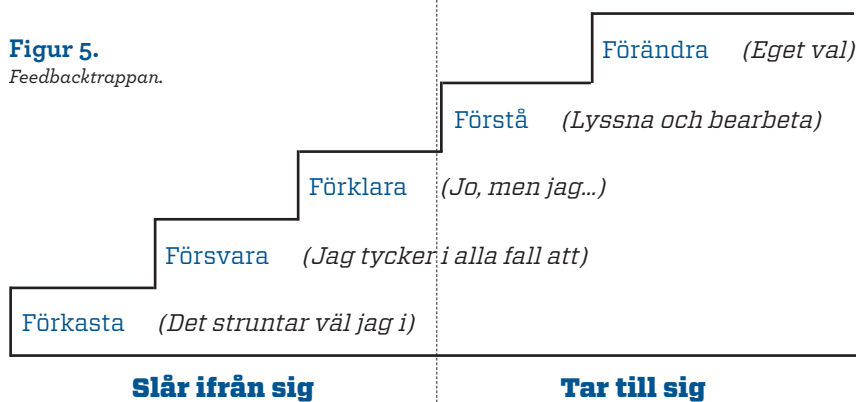 Figur 5.
Feedbacktrappan.
Förändra (Eget val)
Förstå (Lyssna och bearbeta)
Förklara (Jo, men jag...)
Försvara (Jag tycker i alla fall att)
Förkasta (Det struntar väl jag i)
Slår ifrån sig Tar till sig